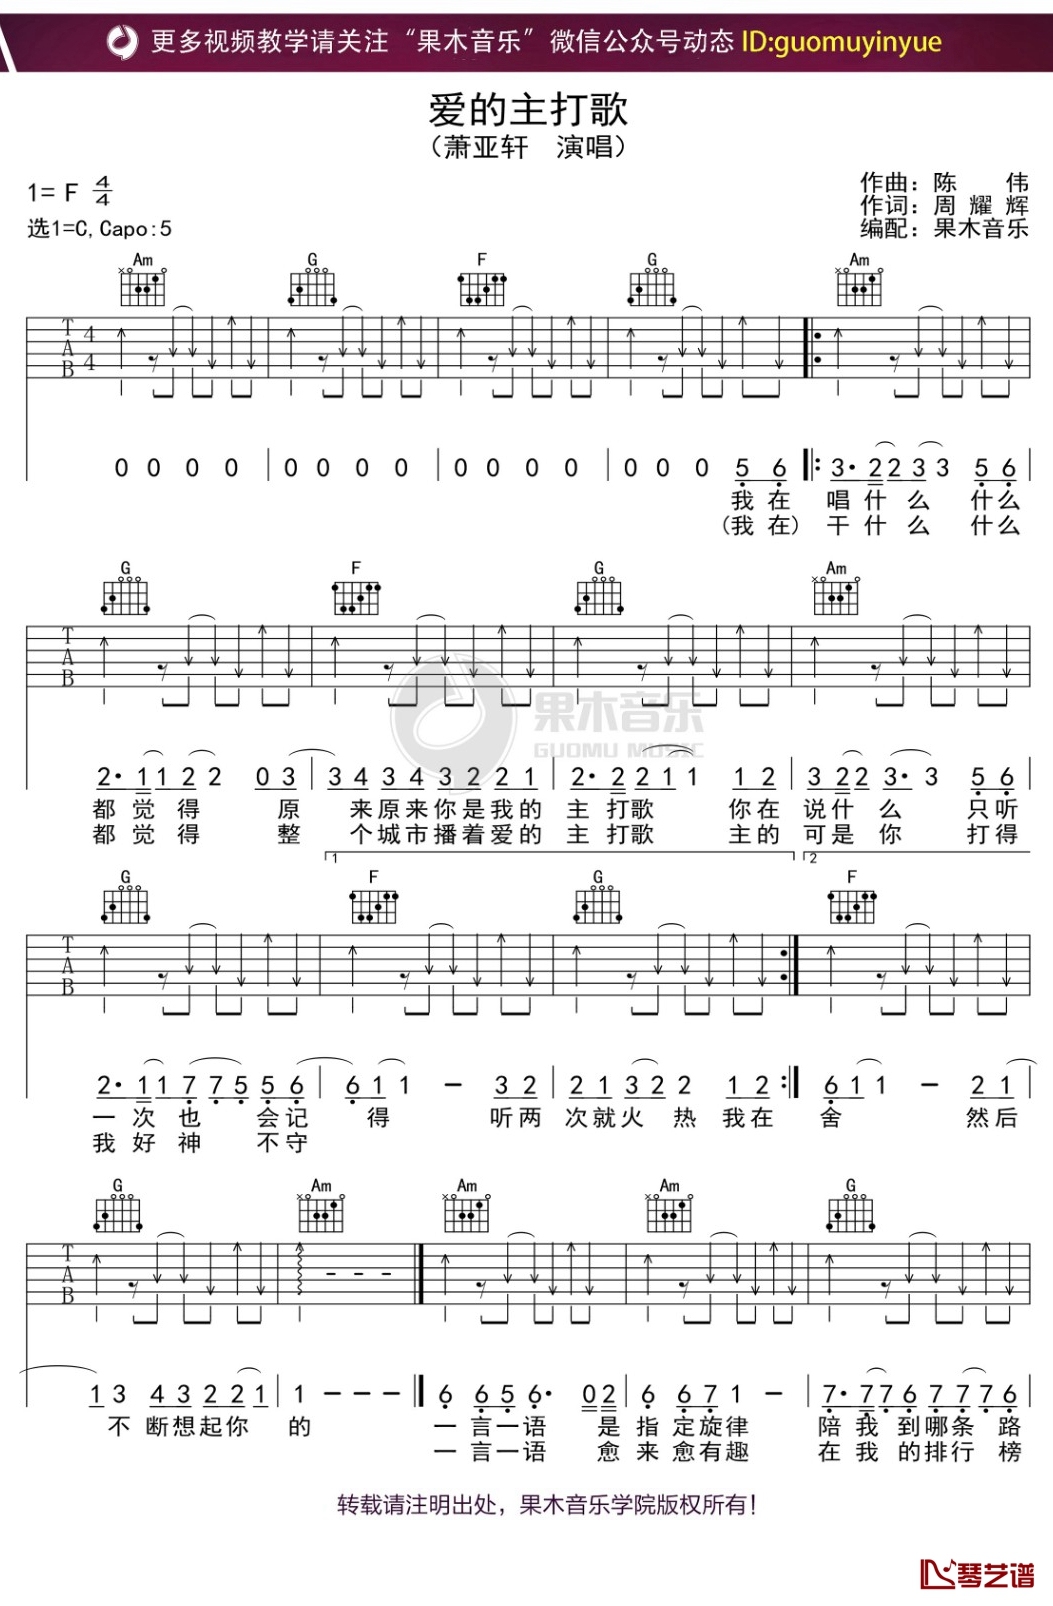 更多视频教学请关注“果木音乐”微信公众号动态 ID:guomuyinyue
爱的主打歌
（萧亚轩 演唱）
1= F 4/4
选1=C,Capo:5
作曲：陈 伟
作词：周 耀 辉
编配：果木音乐
Am G F G Am
T A B 4 4
0 0 0 0 0 0 0 0 0 0 0 0 0 0 0 5 6 3· 2 2 3 3 5 6
我 在 唱 什 么 什么
(我 在) 干 什 么 什么
G F G Am
T A B
果木音乐
GUOMU MUSIC
2· 1 1 2 2 0 3 3 4 3 4 3 2 2 1 2· 2 2 1 1 1 2 3 2 2 3· 3 5 6
都 觉 得 原 来原来你是我的 主 打歌 你在 说什 么 只听
都 觉 得 整 个城市播着爱的 主 打歌 主的 可是 你 打得
1 2
G F G F
T A B
2· 1 1 7 7 5 5 6 6 1 1 — 3 2 2 1 3 2 2 1 2 6 1 1 — 2 1
一 次 也 会记 得 听两 次就火 热 我在 舍 然后
我 好 神 不守
G Am Am Am G
T A B
1 3 4 3 2 2 2 1 1 — — — 6 6 5 6· 0 2 6 6 7 1 — 7· 7 7 6 7 7 7 6
不 断想起你 的 一 言一语 是 指 定旋律 陪 我 到哪条 路
一 言一语 愈 来 愈有趣 在 我 的排行 榜
转载请注明出处，果木音乐学院版权所有！
琴艺谱